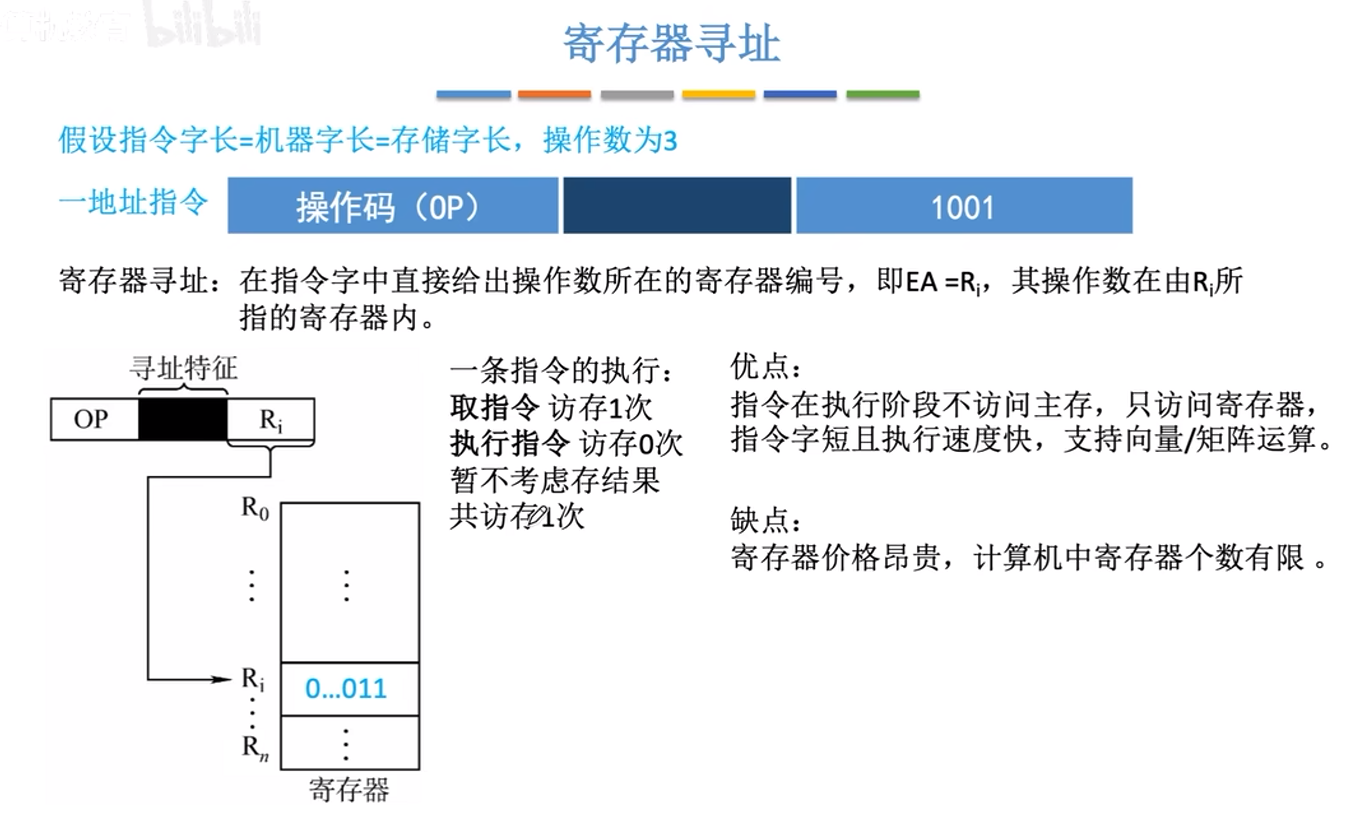 bilibili
寄存器寻址
假设指令字长=机器字长=存储字长，操作数为3
一地址指令 操作码（OP） 1001
寄存器寻址：在指令字中直接给出操作数所在的寄存器编号，即EA =Ri，其操作数在由Ri所
指的寄存器内。
寻址特征
OP Ri
R0
⋮ ⋮
Ri 0…011
⋮
Rn ⋮
寄存器
一条指令的执行：
取指令 访存1次
执行指令 访存0次
暂不考虑存结果
共访存1次
优点：
指令在执行阶段不访问主存，只访问寄存器，
指令字短且执行速度快，支持向量/矩阵运算。
缺点：
寄存器价格昂贵，计算机中寄存器个数有限 。